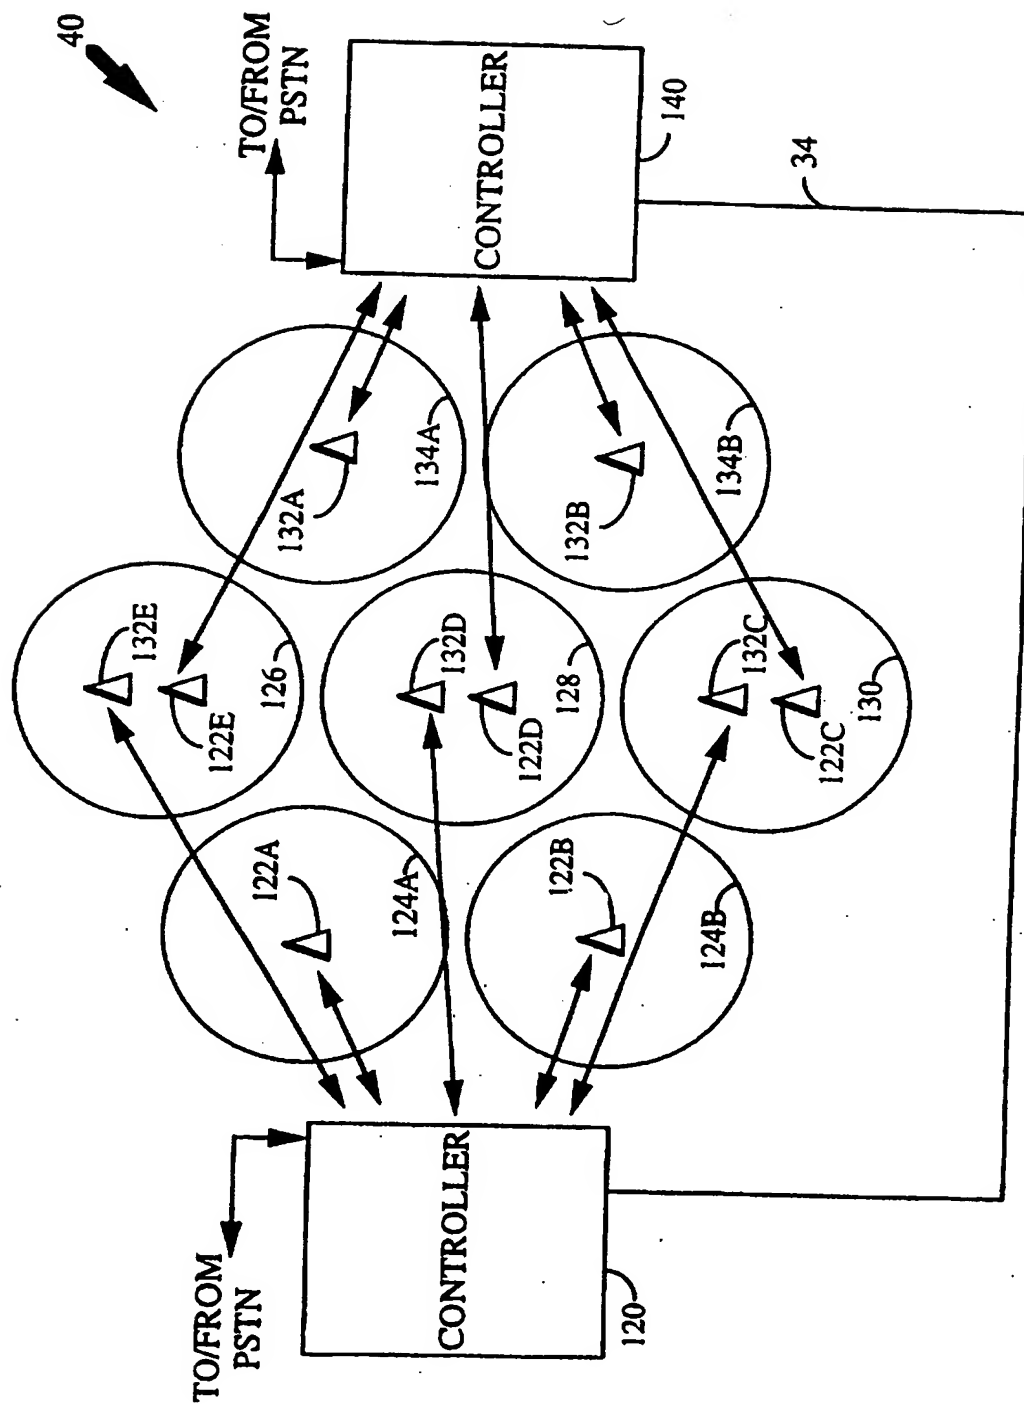 40
TO/FROM
PSTN
CONTROLLER
140
34
132A
134A
132B
134B
132E
122E
126
132D
122D
128
132C
122C
130
122A
124A
122B
124B
TO/FROM
PSTN
CONTROLLER
120